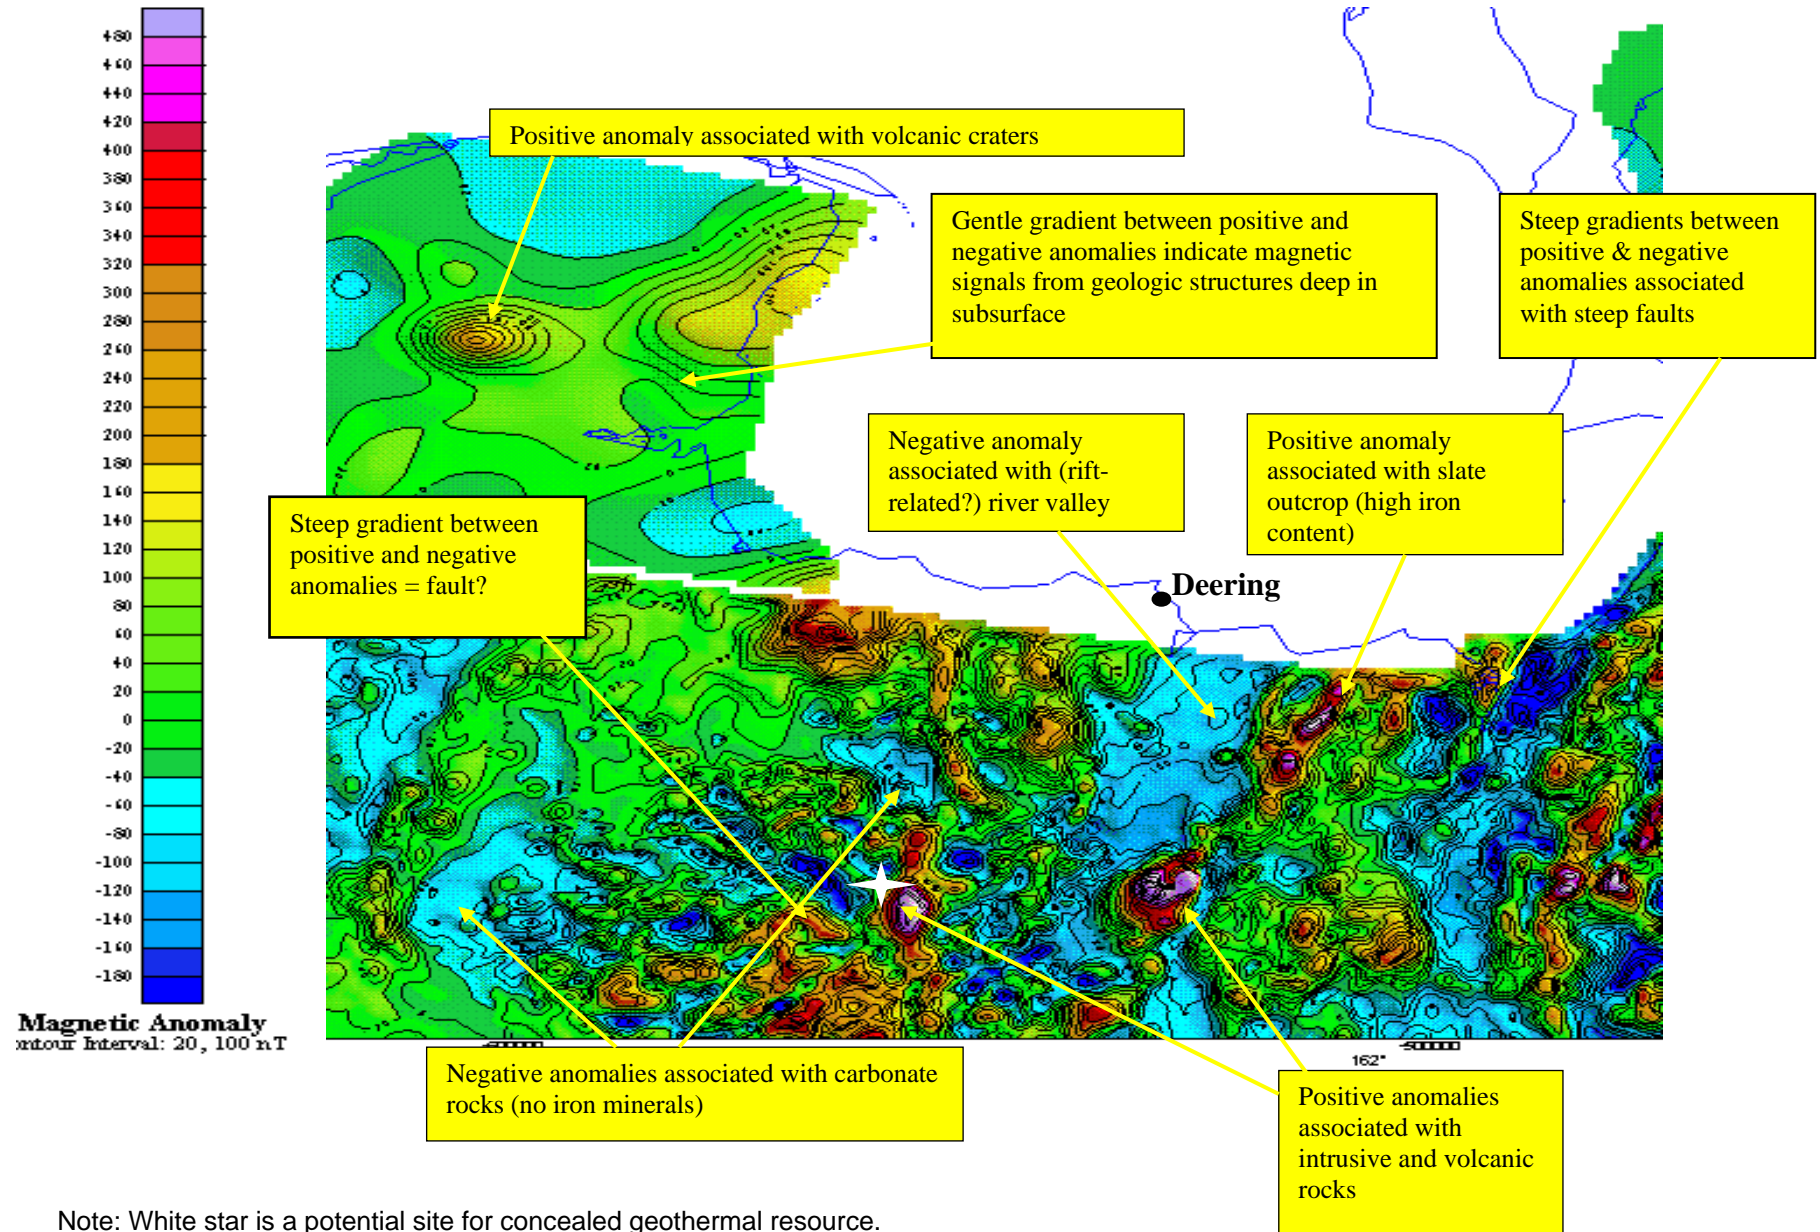 +80
+60
+40
+20
+00
380
360
340
320
300
280
260
240
220
200
180
160
140
120
100
80
60
40
20
0
-20
-40
-60
-80
-100
-120
-140
-160
-180
Magnetic Anomaly
ntour Interval: 20, 100 nT
Positive anomaly associated with volcanic craters
Gentle gradient between positive and
negative anomalies indicate magnetic
signals from geologic structures deep in
subsurface
Steep gradients between
positive & negative
anomalies associated
with steep faults
Negative anomaly
associated with (rift-
related?) river valley
Positive anomaly
associated with slate
outcrop (high iron
content)
Steep gradient between
positive and negative
anomalies = fault?
Deering
Negative anomalies associated with carbonate
rocks (no iron minerals)
162°
Positive anomalies
associated with
intrusive and volcanic
rocks
Note: White star is a potential site for concealed geothermal resource.